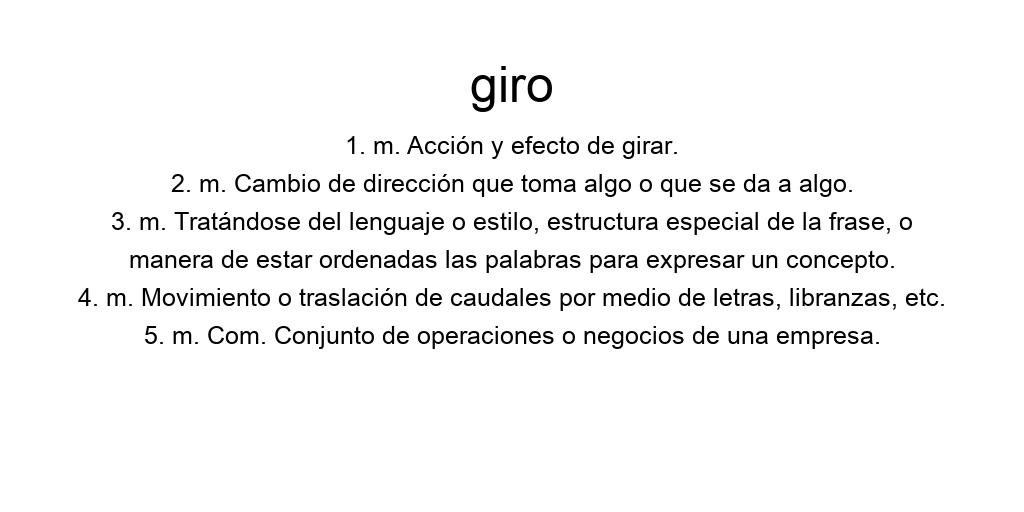 giro
1. m. Acción y efecto de girar.
2. m. Cambio de dirección que toma algo o que se da a algo.
3. m. Tratándose del lenguaje o estilo, estructura especial de la frase, o
manera de estar ordenadas las palabras para expresar un concepto.
4. m. Movimiento o traslación de caudales por medio de letras, libranzas, etc.
5. m. Com. Conjunto de operaciones o negocios de una empresa.